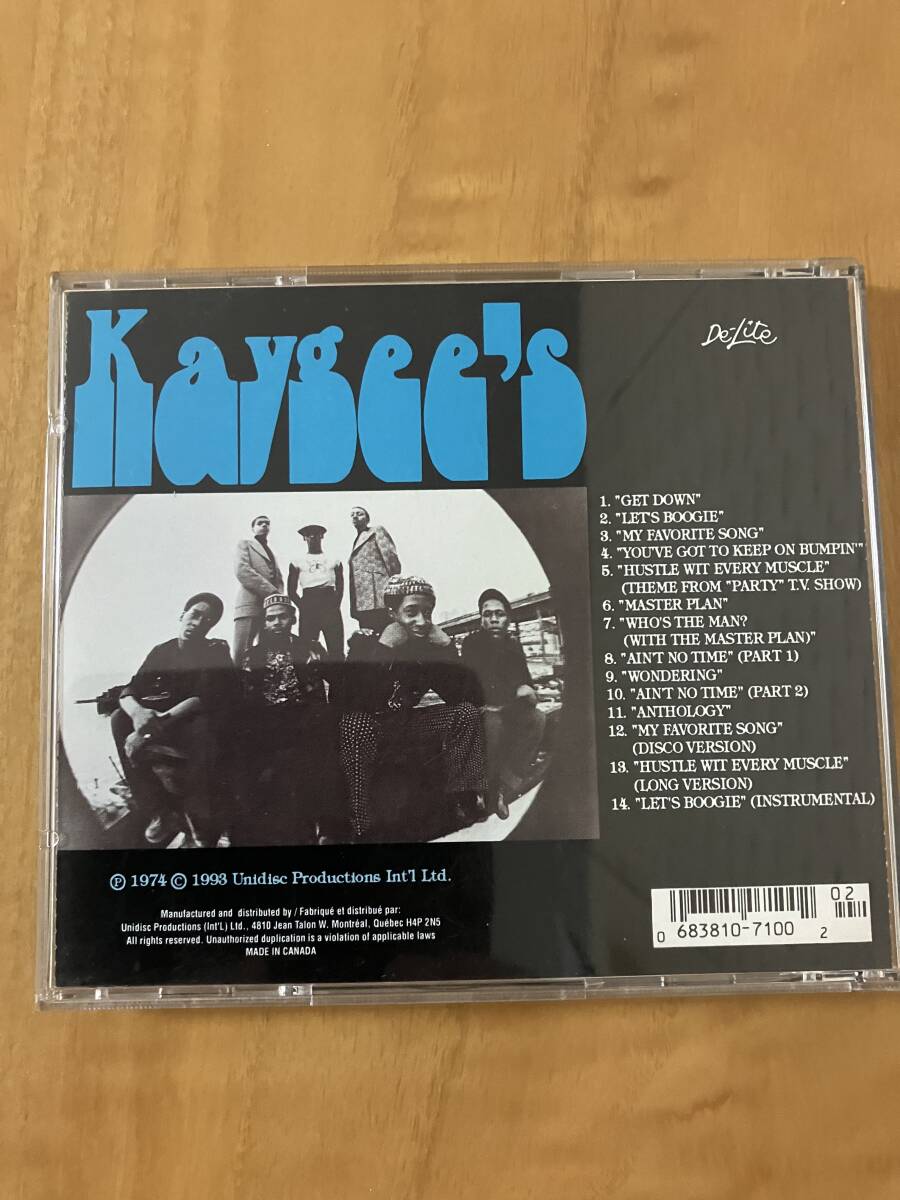 Kaygee's
De-Lite
1. "GET DOWN"
2. "LET'S BOOGIE"
3. "MY FAVORITE SONG"
4. "YOU'VE GOT TO KEEP ON BUMPIN'"
5. "HUSTLE WIT EVERY MUSCLE"
(THEME FROM "PARTY" T.V. SHOW)
6. "MASTER PLAN"
7. "WHO'S THE MAN?
(WITH THE MASTER PLAN)"
8. "AIN'T NO TIME" (PART 1)
9. "WONDERING"
10. "AIN'T NO TIME" (PART 2)
11. "ANTHOLOGY"
12. "MY FAVORITE SONG"
(DISCO VERSION)
13. "HUSTLE WIT EVERY MUSCLE"
(LONG VERSION)
14. "LET'S BOOGIE" (INSTRUMENTAL)
℗ 1974 © 1993 Unidisc Productions Int'l Ltd.
Manufactured and distributed by / Fabriqué et distribué par:
Unidisc Productions (Int'L) Ltd., 4810 Jean Talon W. Montréal, Québec H4P 2N5
All rights reserved. Unauthorized duplication is a violation of applicable laws
MADE IN CANADA
02
0 683810-7100 2